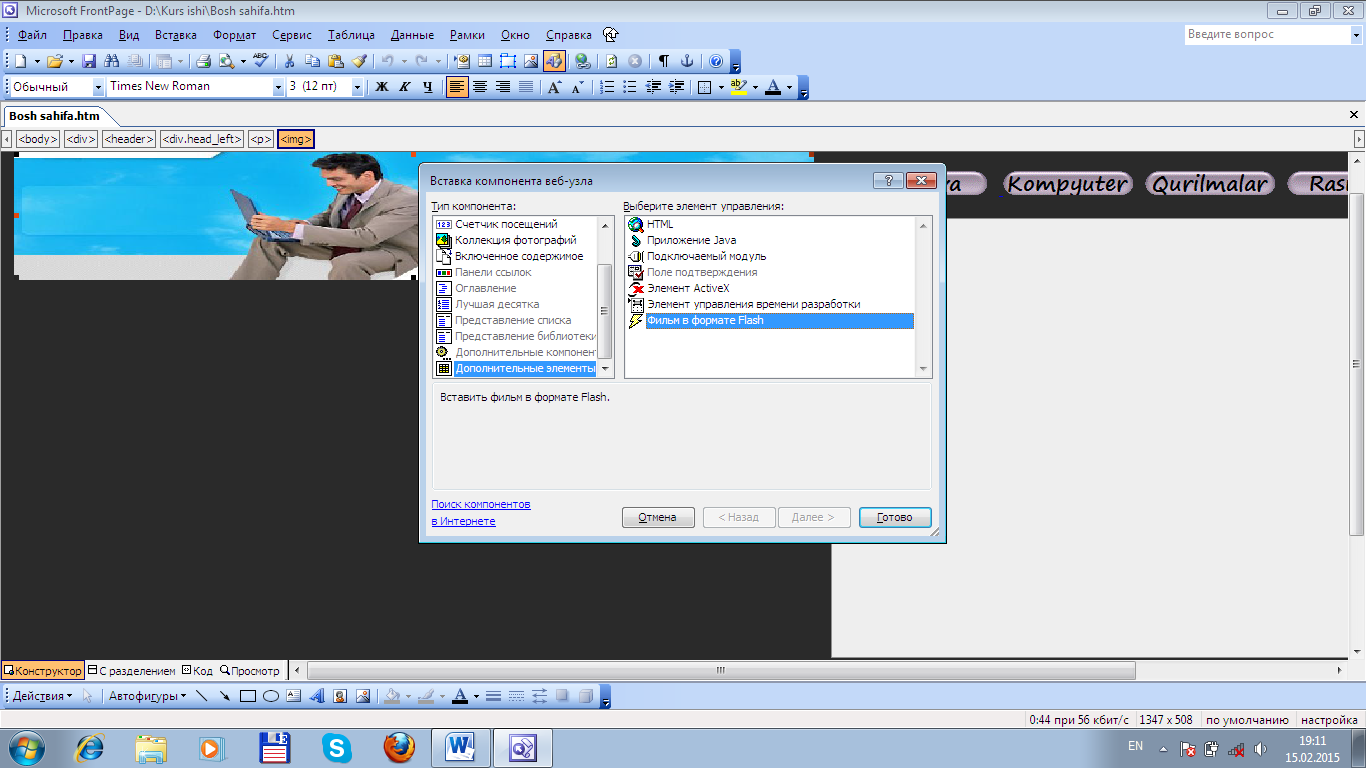 Microsoft FrontPage - D:\Kurs ishi\Bosh sahifa.htm
Файл Правка Вид Вставка Формат Сервис Таблица Данные Рамки Окно Справка Введите вопрос
Обычный Times New Roman 3 (12 пт) Ж К Ч
Bosh sahifa.htm
<body> <div> <header> <div.head_left> <p> <img>
Kompyuter Qurilmalar
Вставка компонента веб-узла
Тип компонента:
Счетчик посещений
Коллекция фотографий
Включенное содержимое
Панели ссылок
Оглавление
Лучшая десятка
Представление списка
Представление библиотеки
Дополнительные компонен
Дополнительные элементы
Выберите элемент управления:
HTML
Приложение Java
Подключаемый модуль
Поле подтверждения
Элемент ActiveX
Элемент управления времени разработки
Фильм в формате Flash
Вставить фильм в формате Flash.
Поиск компонентов
в Интернете
Отмена < Назад Далее > Готово
Конструктор С разделением Код Просмотр
Действия Автофигуры
0:44 при 56 кбит/с 1347 x 508 по умолчанию настройка
EN 19:11
15.02.2015